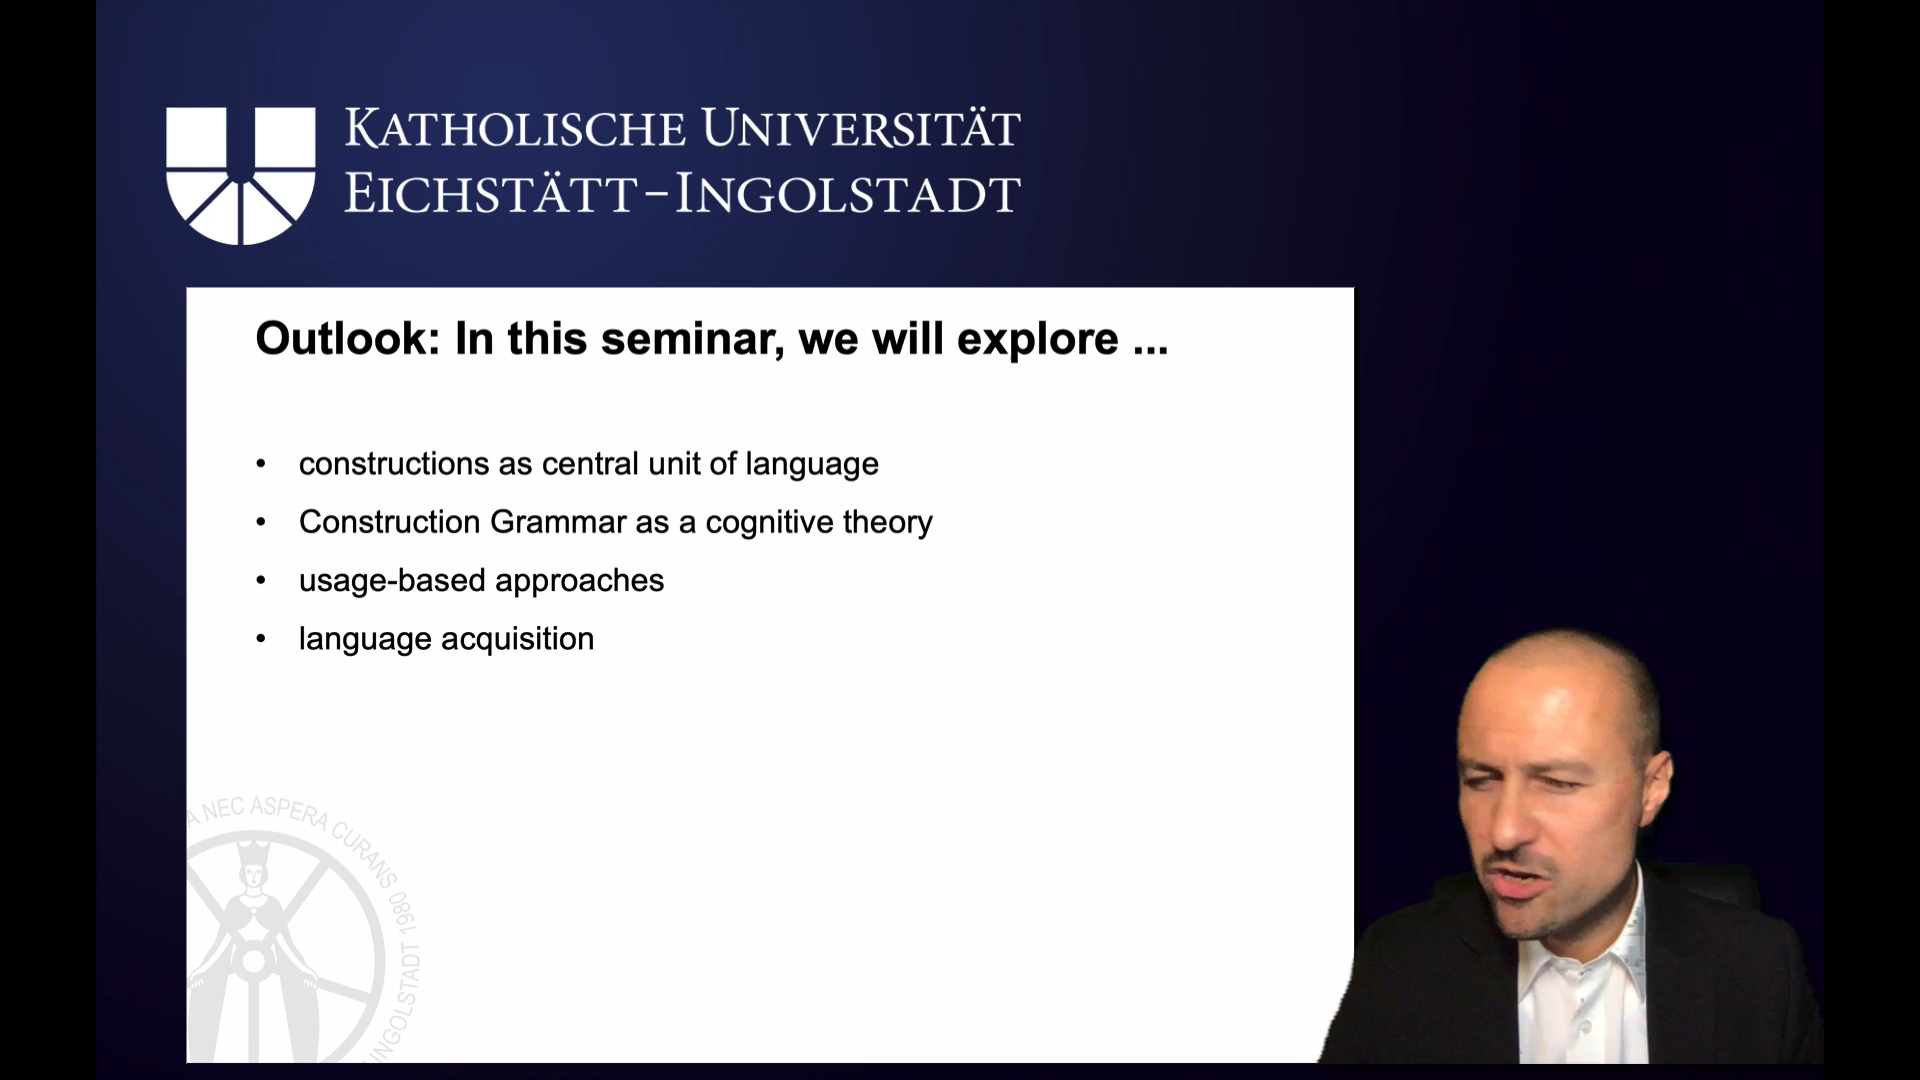 KATHOLISCHE UNIVERSITÄT
EICHSTÄTT-INGOLSTADT
Outlook: In this seminar, we will explore ...
• constructions as central unit of language
• Construction Grammar as a cognitive theory
• usage-based approaches
• language acquisition
A NEC ASPERA CURANS 1980 INGOLSTADT